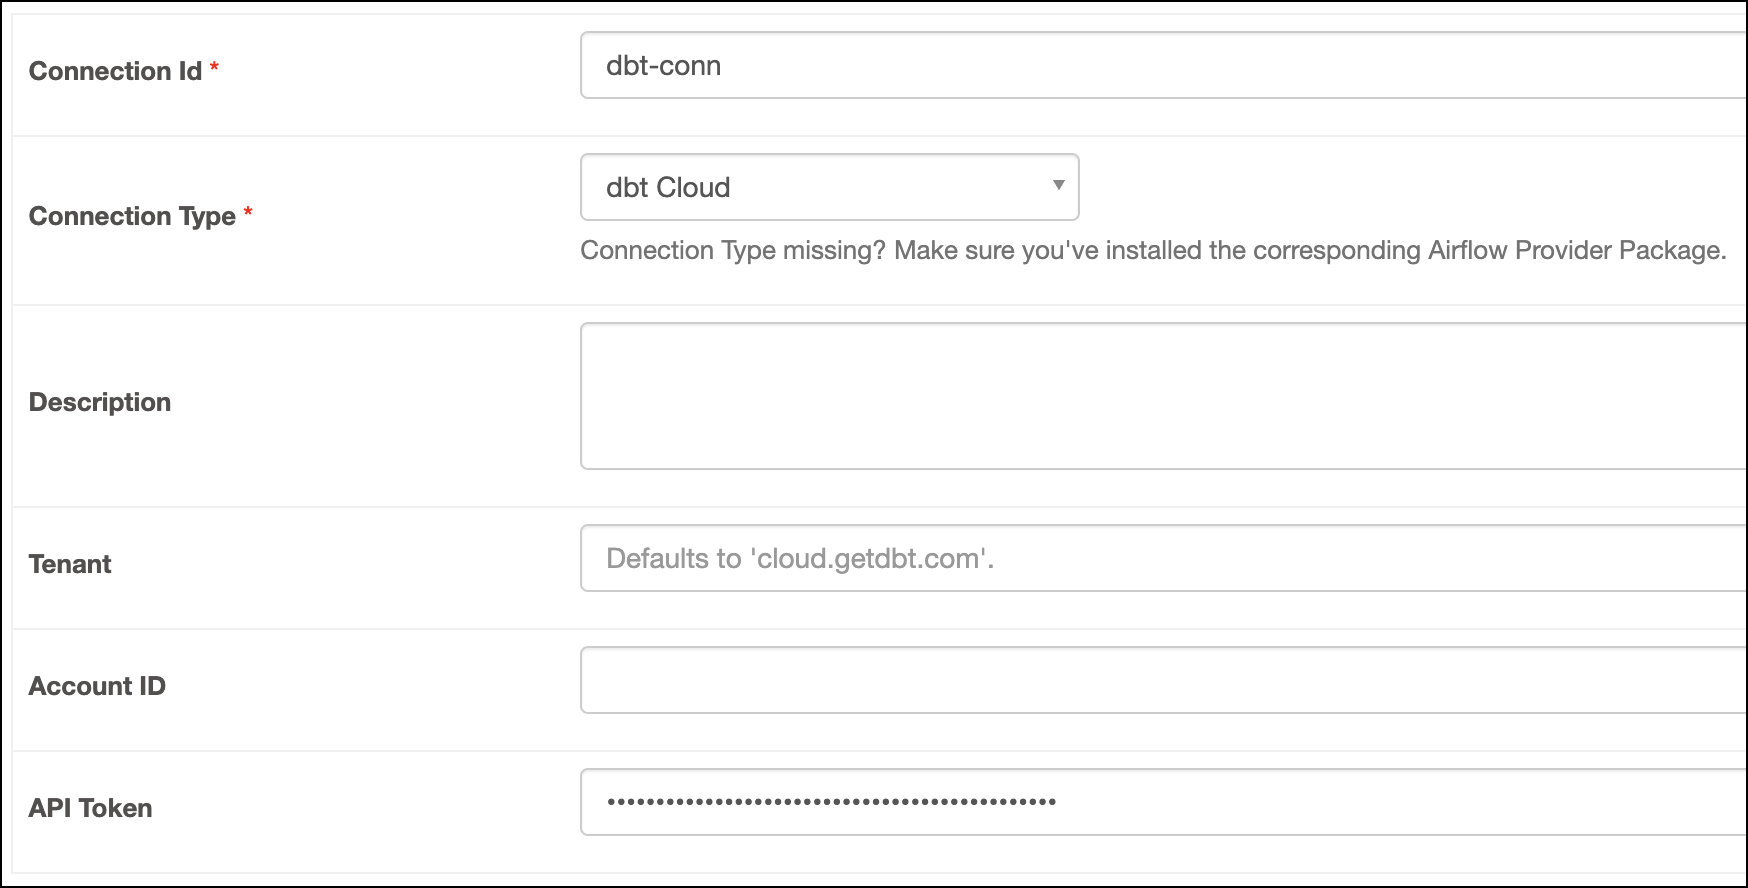 Connection Id *
dbt-conn
Connection Type *
dbt Cloud
Connection Type missing? Make sure you've installed the corresponding Airflow Provider Package.
Description
Tenant
Defaults to 'cloud.getdbt.com'.
Account ID
API Token
••••••••••••••••••••••••••••••••••••••••••••••